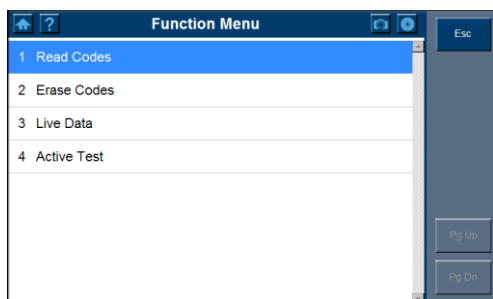 ? Function Menu Esc
1 Read Codes
2 Erase Codes
3 Live Data
4 Active Test
Pg Up
Pg Dn